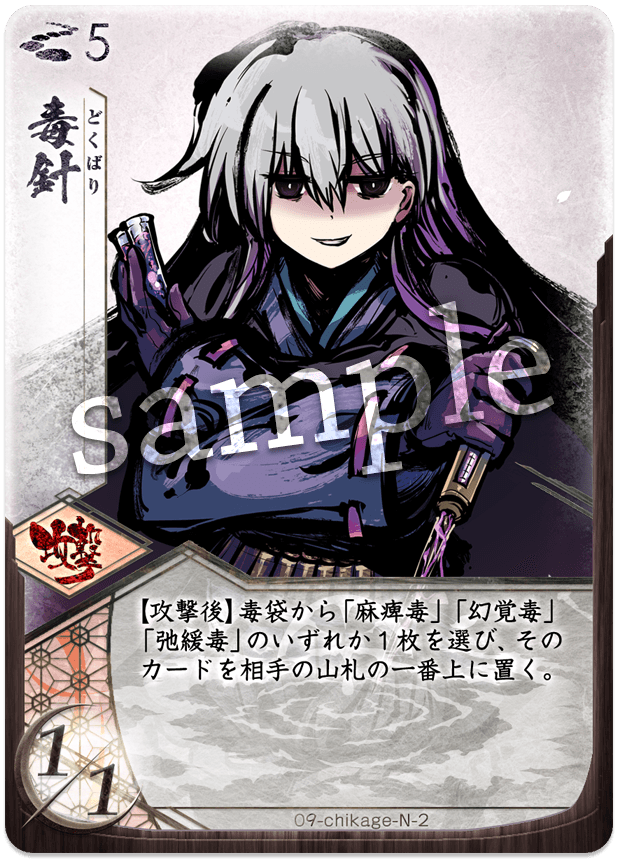 5
毒針
どくばり
sample
攻撃
【攻撃後】毒袋から「麻痺毒」「幻覚毒」
「弛緩毒」のいずれか1枚を選び、その
カードを相手の山札の一番上に置く。
1/1
09-chikage-N-2